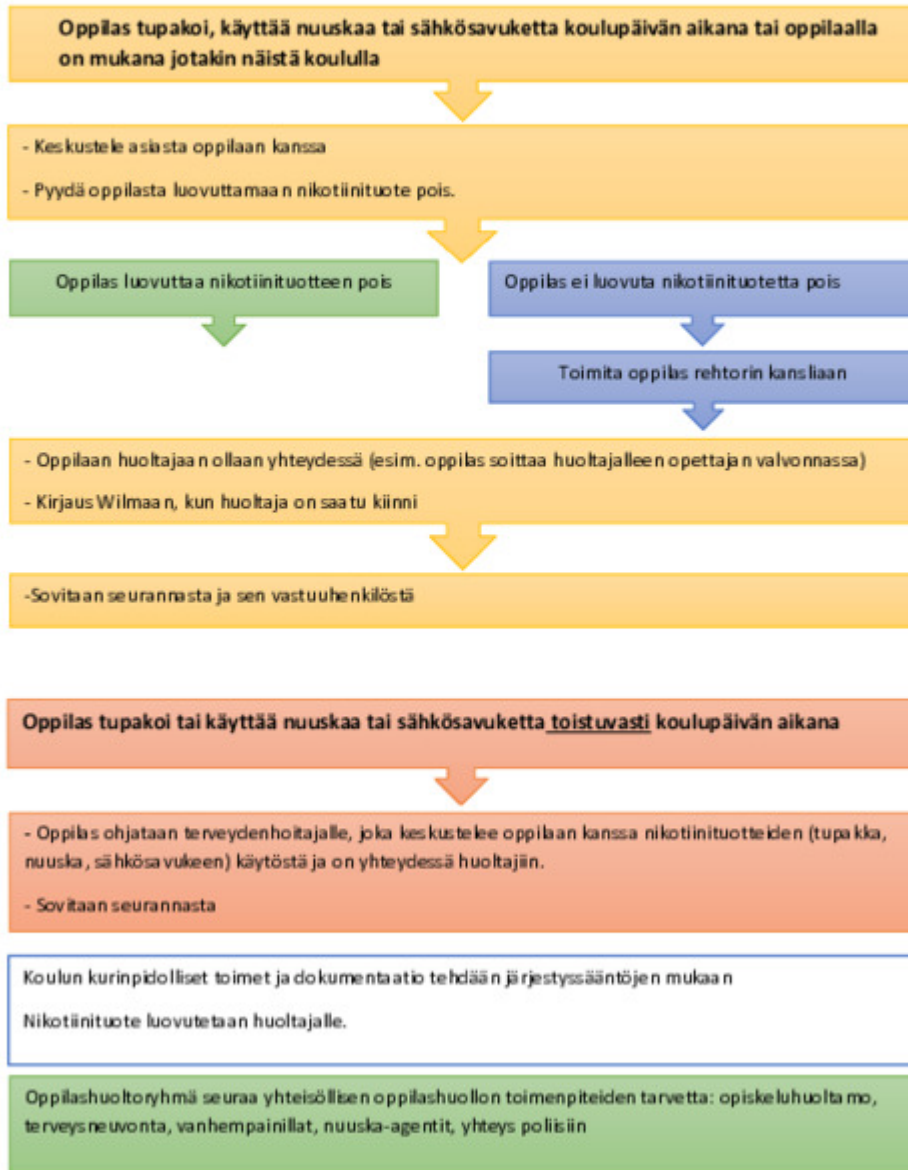 Oppilas tupakoi, käyttää nuuskaa tai sähkösavuketta koulupäivän aikana tai oppilaalla
on mukana jotakin näistä koululla
- Keskustele asiasta oppilaan kanssa
- Pyydä oppilasta luovuttamaan nikotiinituote pois.
Oppilas luovuttaa nikotiinituotteen pois
Oppilas ei luovuta nikotiinituotetta pois
Toimita oppilas rehtorin kansliaan
- Oppilaan huoltajaan ollaan yhteydessä (esim. oppilas soittaa huoltajalleen opettajan valvonnassa)
- Kirjaus Wilmaan, kun huoltaja on saatu kiinni
-Sovitaan seurannasta ja sen vastuuhenkilöstä
Oppilas tupakoi tai käyttää nuuskaa tai sähkösavuketta toistuvasti koulupäivän aikana
- Oppilas ohjataan terveydenhoitajalle, joka keskustelee oppilaan kanssa nikotiinituotteiden (tupakka,
nuuska, sähkösavukeen) käytöstä ja on yhteydessä huoltajiin.
- Sovitaan seurannasta
Koulun kurinpidolliset toimet ja dokumentaatio tehdään järjestyssääntöjen mukaan
Nikotiinituote luovutetaan huoltajalle.
Oppilashuoltoryhmä seuraa yhteisöllisen oppilashuollon toimenpiteiden tarvetta: opiskeluhuoltamo,
terveysneuvonta, vanhempainillat, nuuska-agentit, yhteys poliisiin